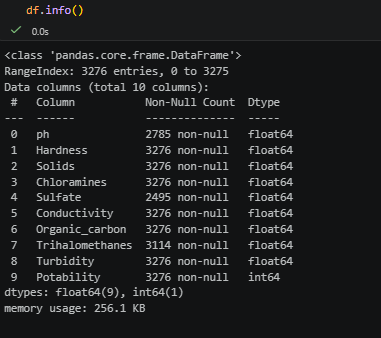 df.info()
0.0s
<class 'pandas.core.frame.DataFrame'>
RangeIndex: 3276 entries, 0 to 3275
Data columns (total 10 columns):
 #   Column           Non-Null Count  Dtype
---  ------           --------------  -----
 0   ph               2785 non-null   float64
 1   Hardness         3276 non-null   float64
 2   Solids           3276 non-null   float64
 3   Chloramines      3276 non-null   float64
 4   Sulfate          2495 non-null   float64
 5   Conductivity     3276 non-null   float64
 6   Organic_carbon   3276 non-null   float64
 7   Trihalomethanes  3114 non-null   float64
 8   Turbidity        3276 non-null   float64
 9   Potability       3276 non-null   int64
dtypes: float64(9), int64(1)
memory usage: 256.1 KB